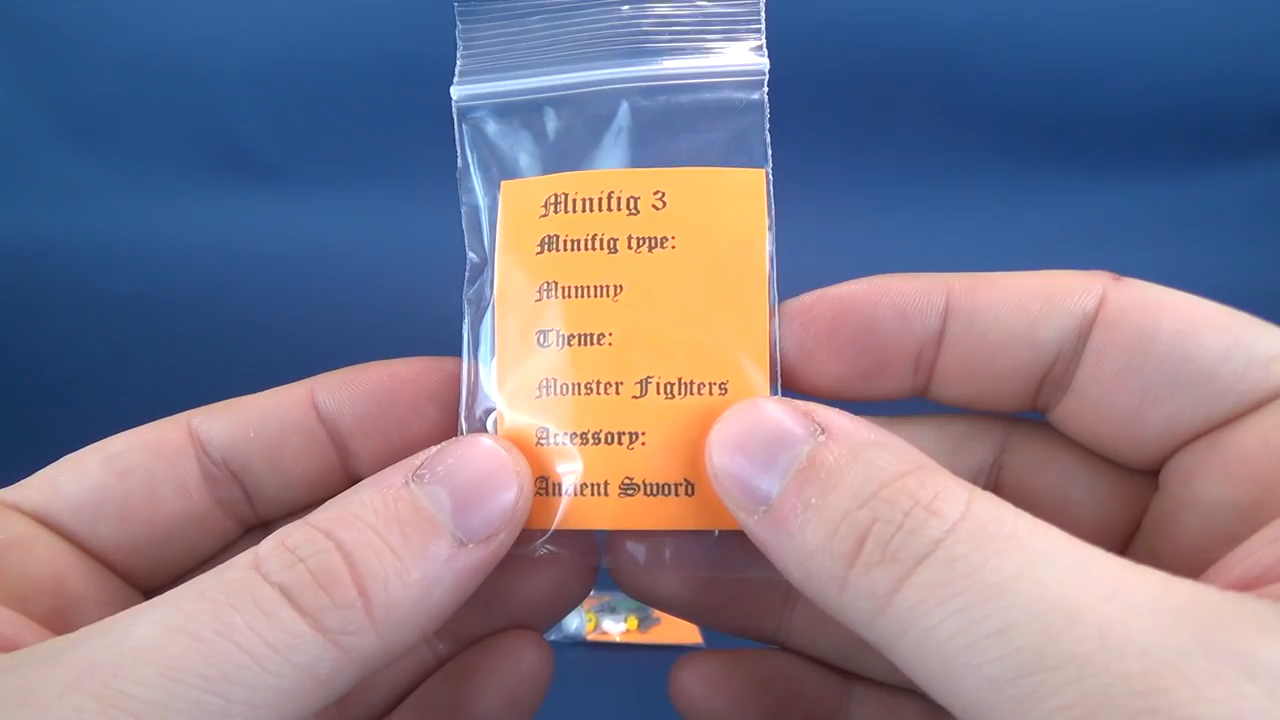 Minifig 3
Minifig type:
Mummy
Theme:
Monster Fighters
Accessory:
Ancient Sword